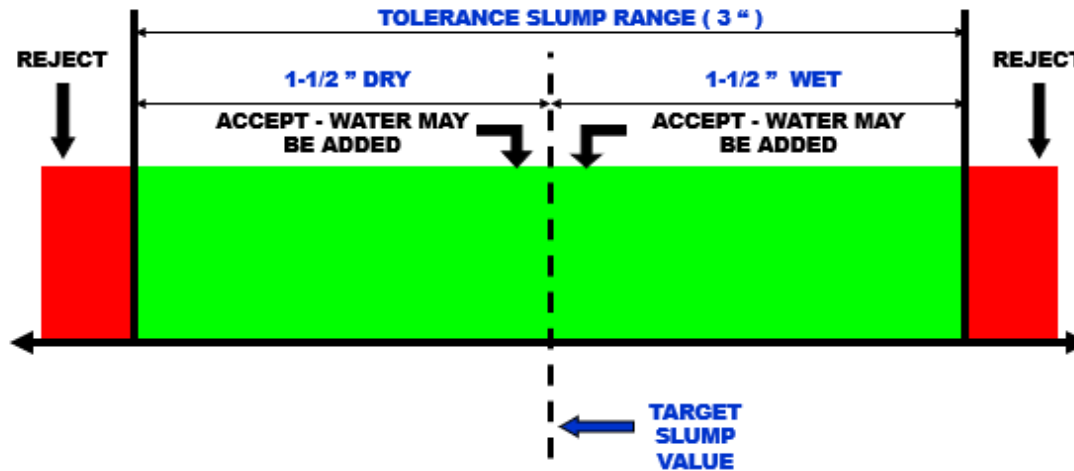 TOLERANCE SLUMP RANGE ( 3 “ )
REJECT
REJECT
1-1/2 ” DRY
1-1/2 ” WET
ACCEPT - WATER MAY
BE ADDED
ACCEPT - WATER MAY
BE ADDED
TARGET
SLUMP
VALUE